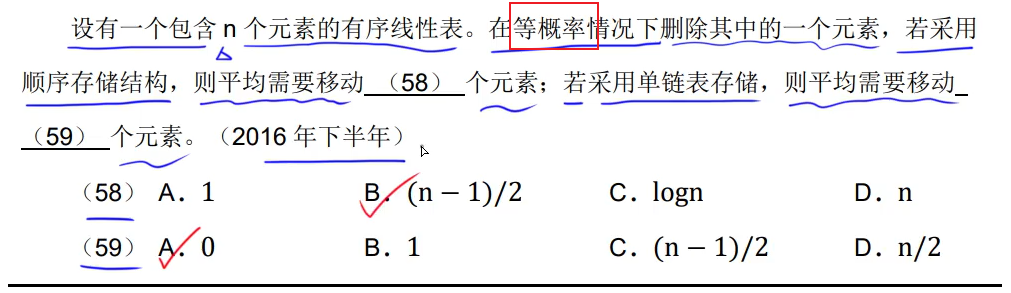 设有一个包含 n 个元素的有序线性表。在等概率情况下删除其中的一个元素，若采用
顺序存储结构，则平均需要移动 （58） 个元素；若采用单链表存储，则平均需要移动
（59） 个元素。（2016 年下半年）
（58） A．1 B．(n − 1)/2 C．logn D．n
（59） A．0 B．1 C．(n − 1)/2 D．n/2